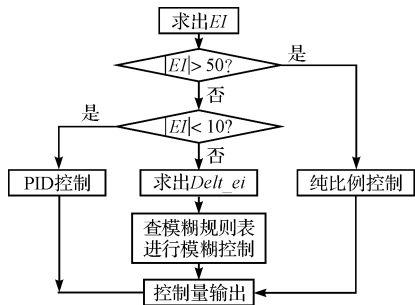 求出EI
|EI|>50?
是
否
|EI|<10?
是
否
PID控制
求出Delt_ei
纯比例控制
查模糊规则表
进行模糊控制
控制量输出